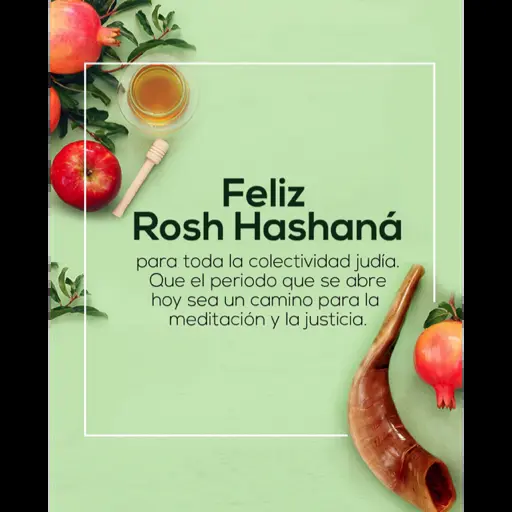 Feliz
Rosh Hashaná
para toda la colectividad judía.
Que el periodo que se abre
hoy sea un camino para la
meditación y la justicia.